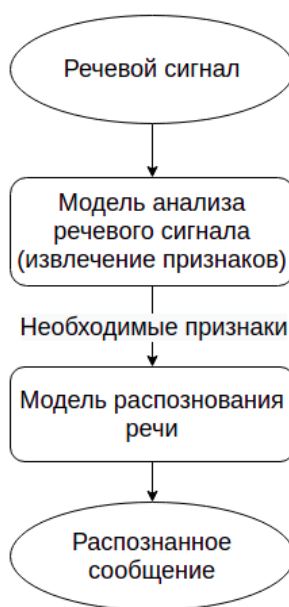 Речевой сигнал
Модель анализа
речевого сигнала
(извлечение признаков)
Необходимые признаки
Модель распознования
речи
Распознанное
сообщение